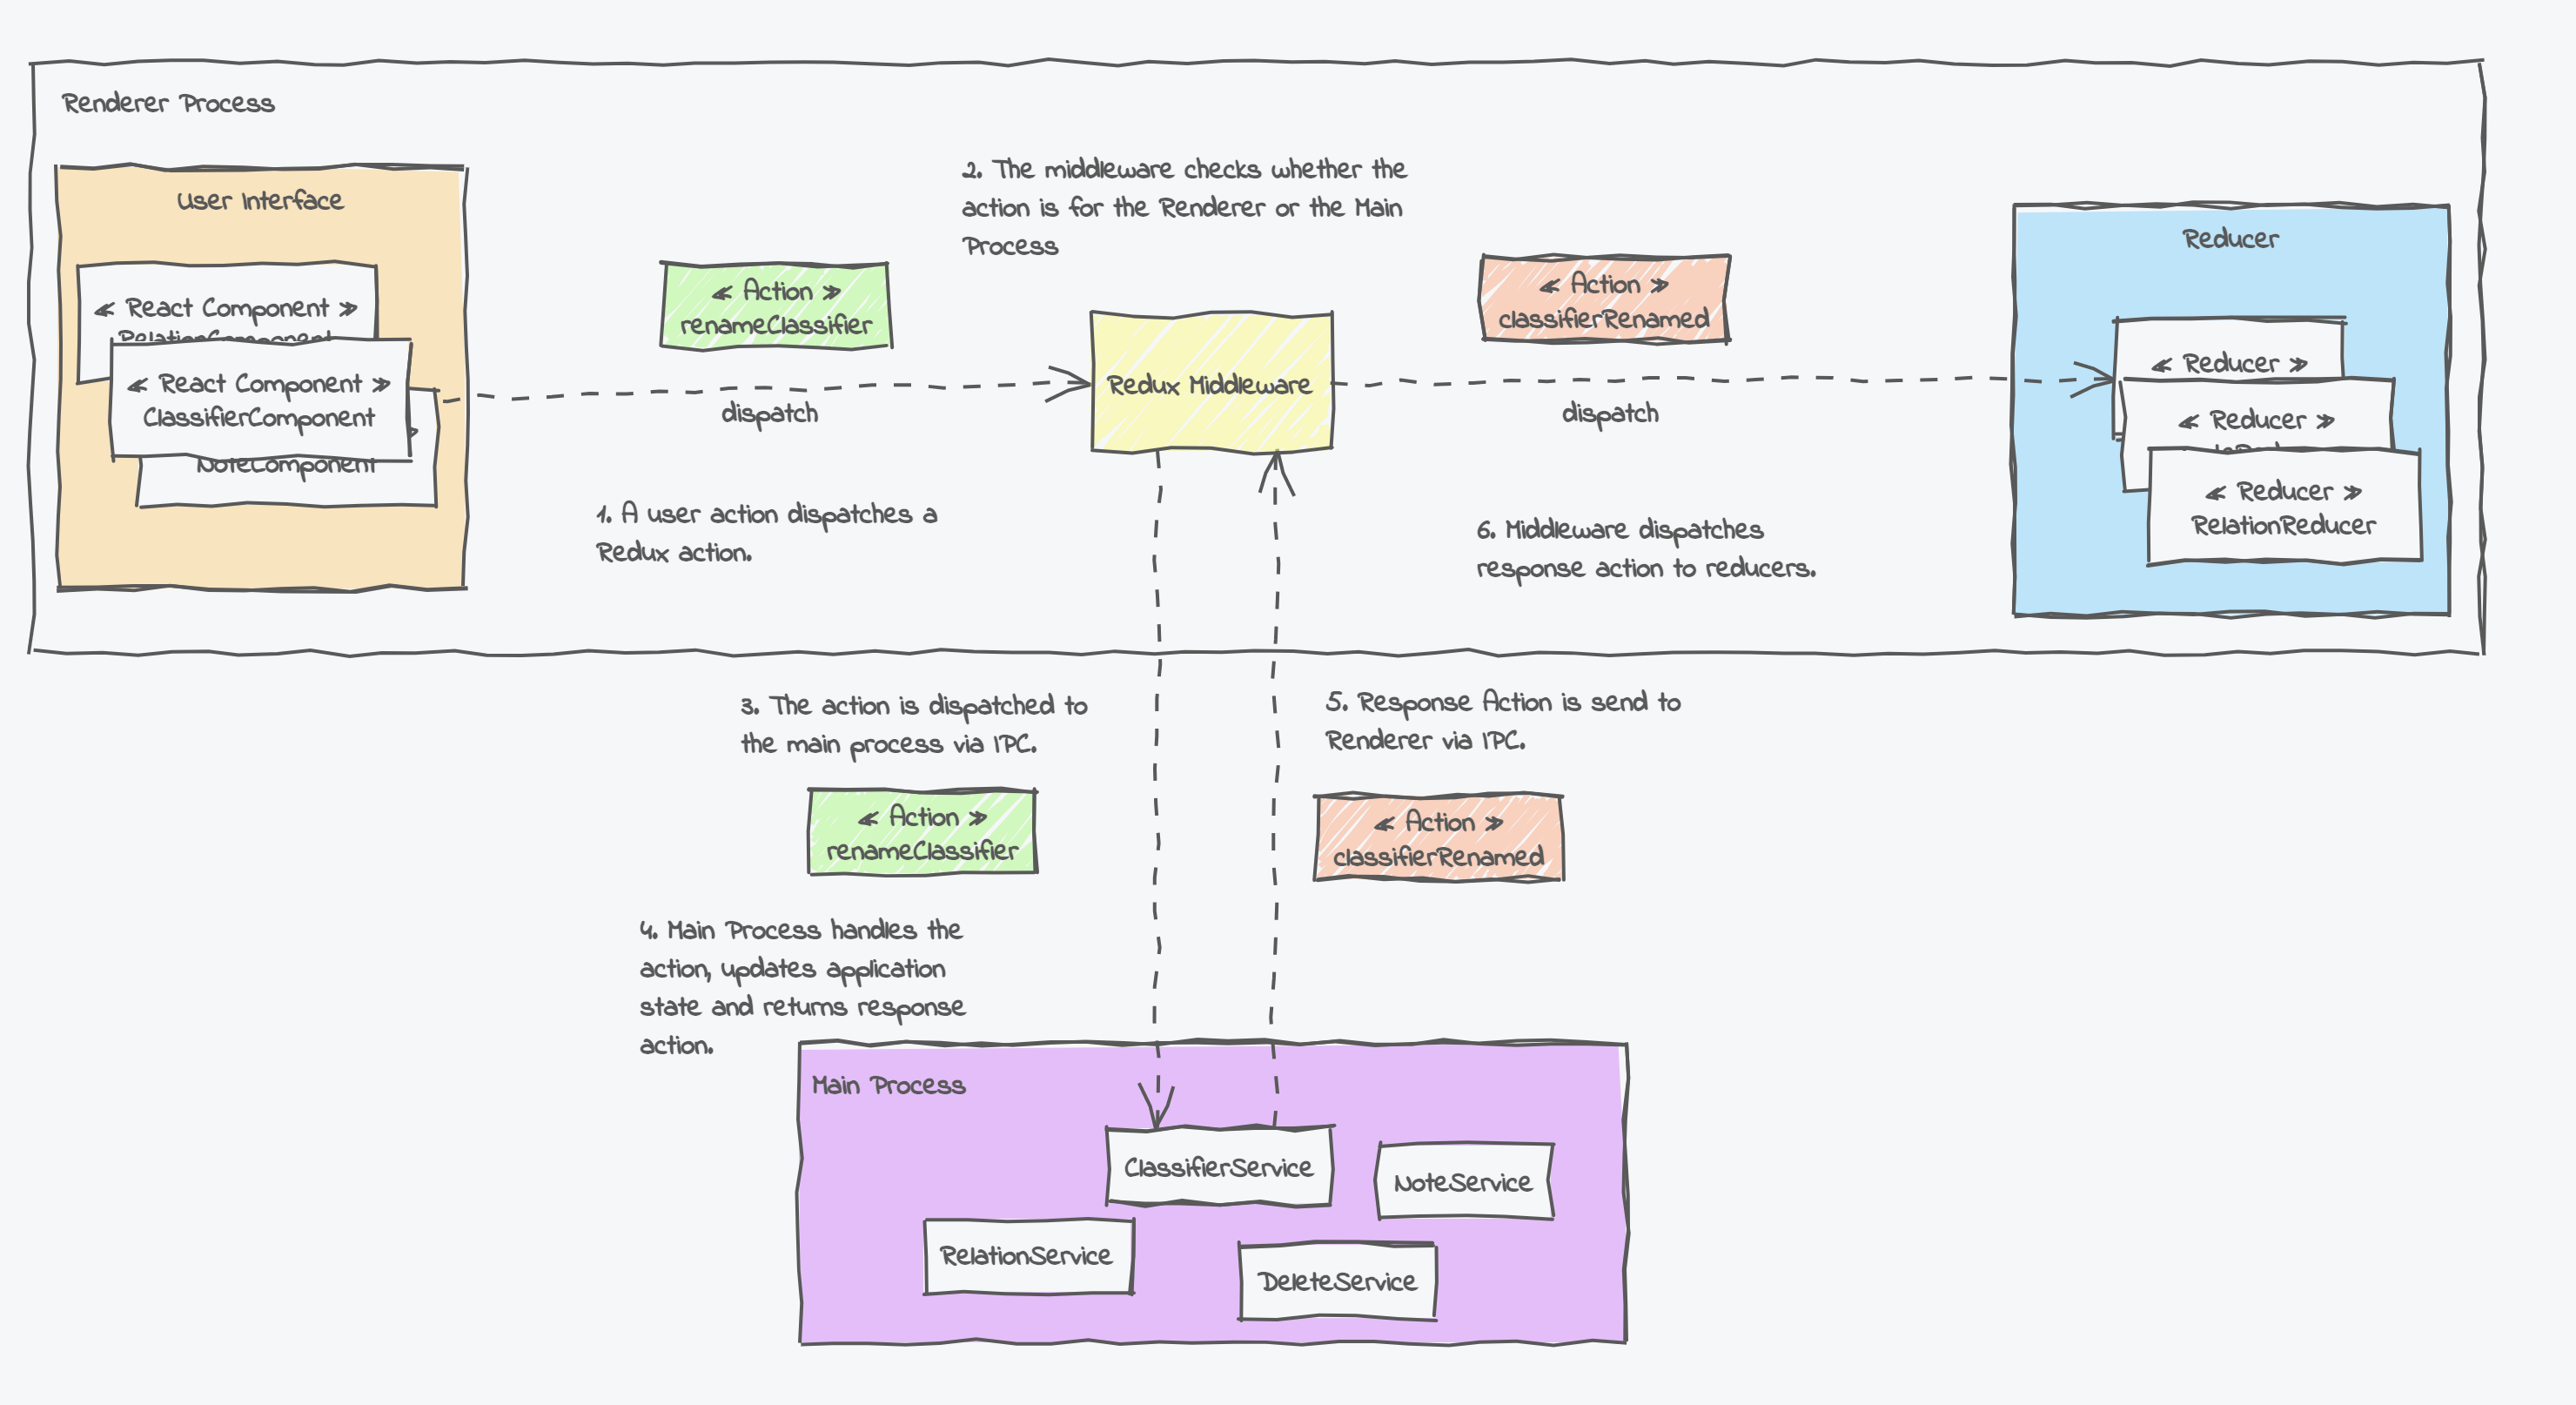 Renderer Process
User Interface
≪ React Component ≫
RelationComponent
≪ React Component ≫
ClassifierComponent
NoteComponent
≪ Action ≫
renameClassifier
dispatch
1. A user action dispatches a
Redux action.
2. The middleware checks whether the
action is for the Renderer or the Main
Process
Redux Middleware
≪ Action ≫
classifierRenamed
dispatch
6. Middleware dispatches
response action to reducers.
Reducer
≪ Reducer ≫
≪ Reducer ≫
≪ Reducer ≫
RelationReducer
3. The action is dispatched to
the main process via IPC.
≪ Action ≫
renameClassifier
5. Response Action is send to
Renderer via IPC.
≪ Action ≫
classifierRenamed
4. Main Process handles the
action, updates application
state and returns response
action.
Main Process
ClassifierService
NoteService
RelationService
DeleteService